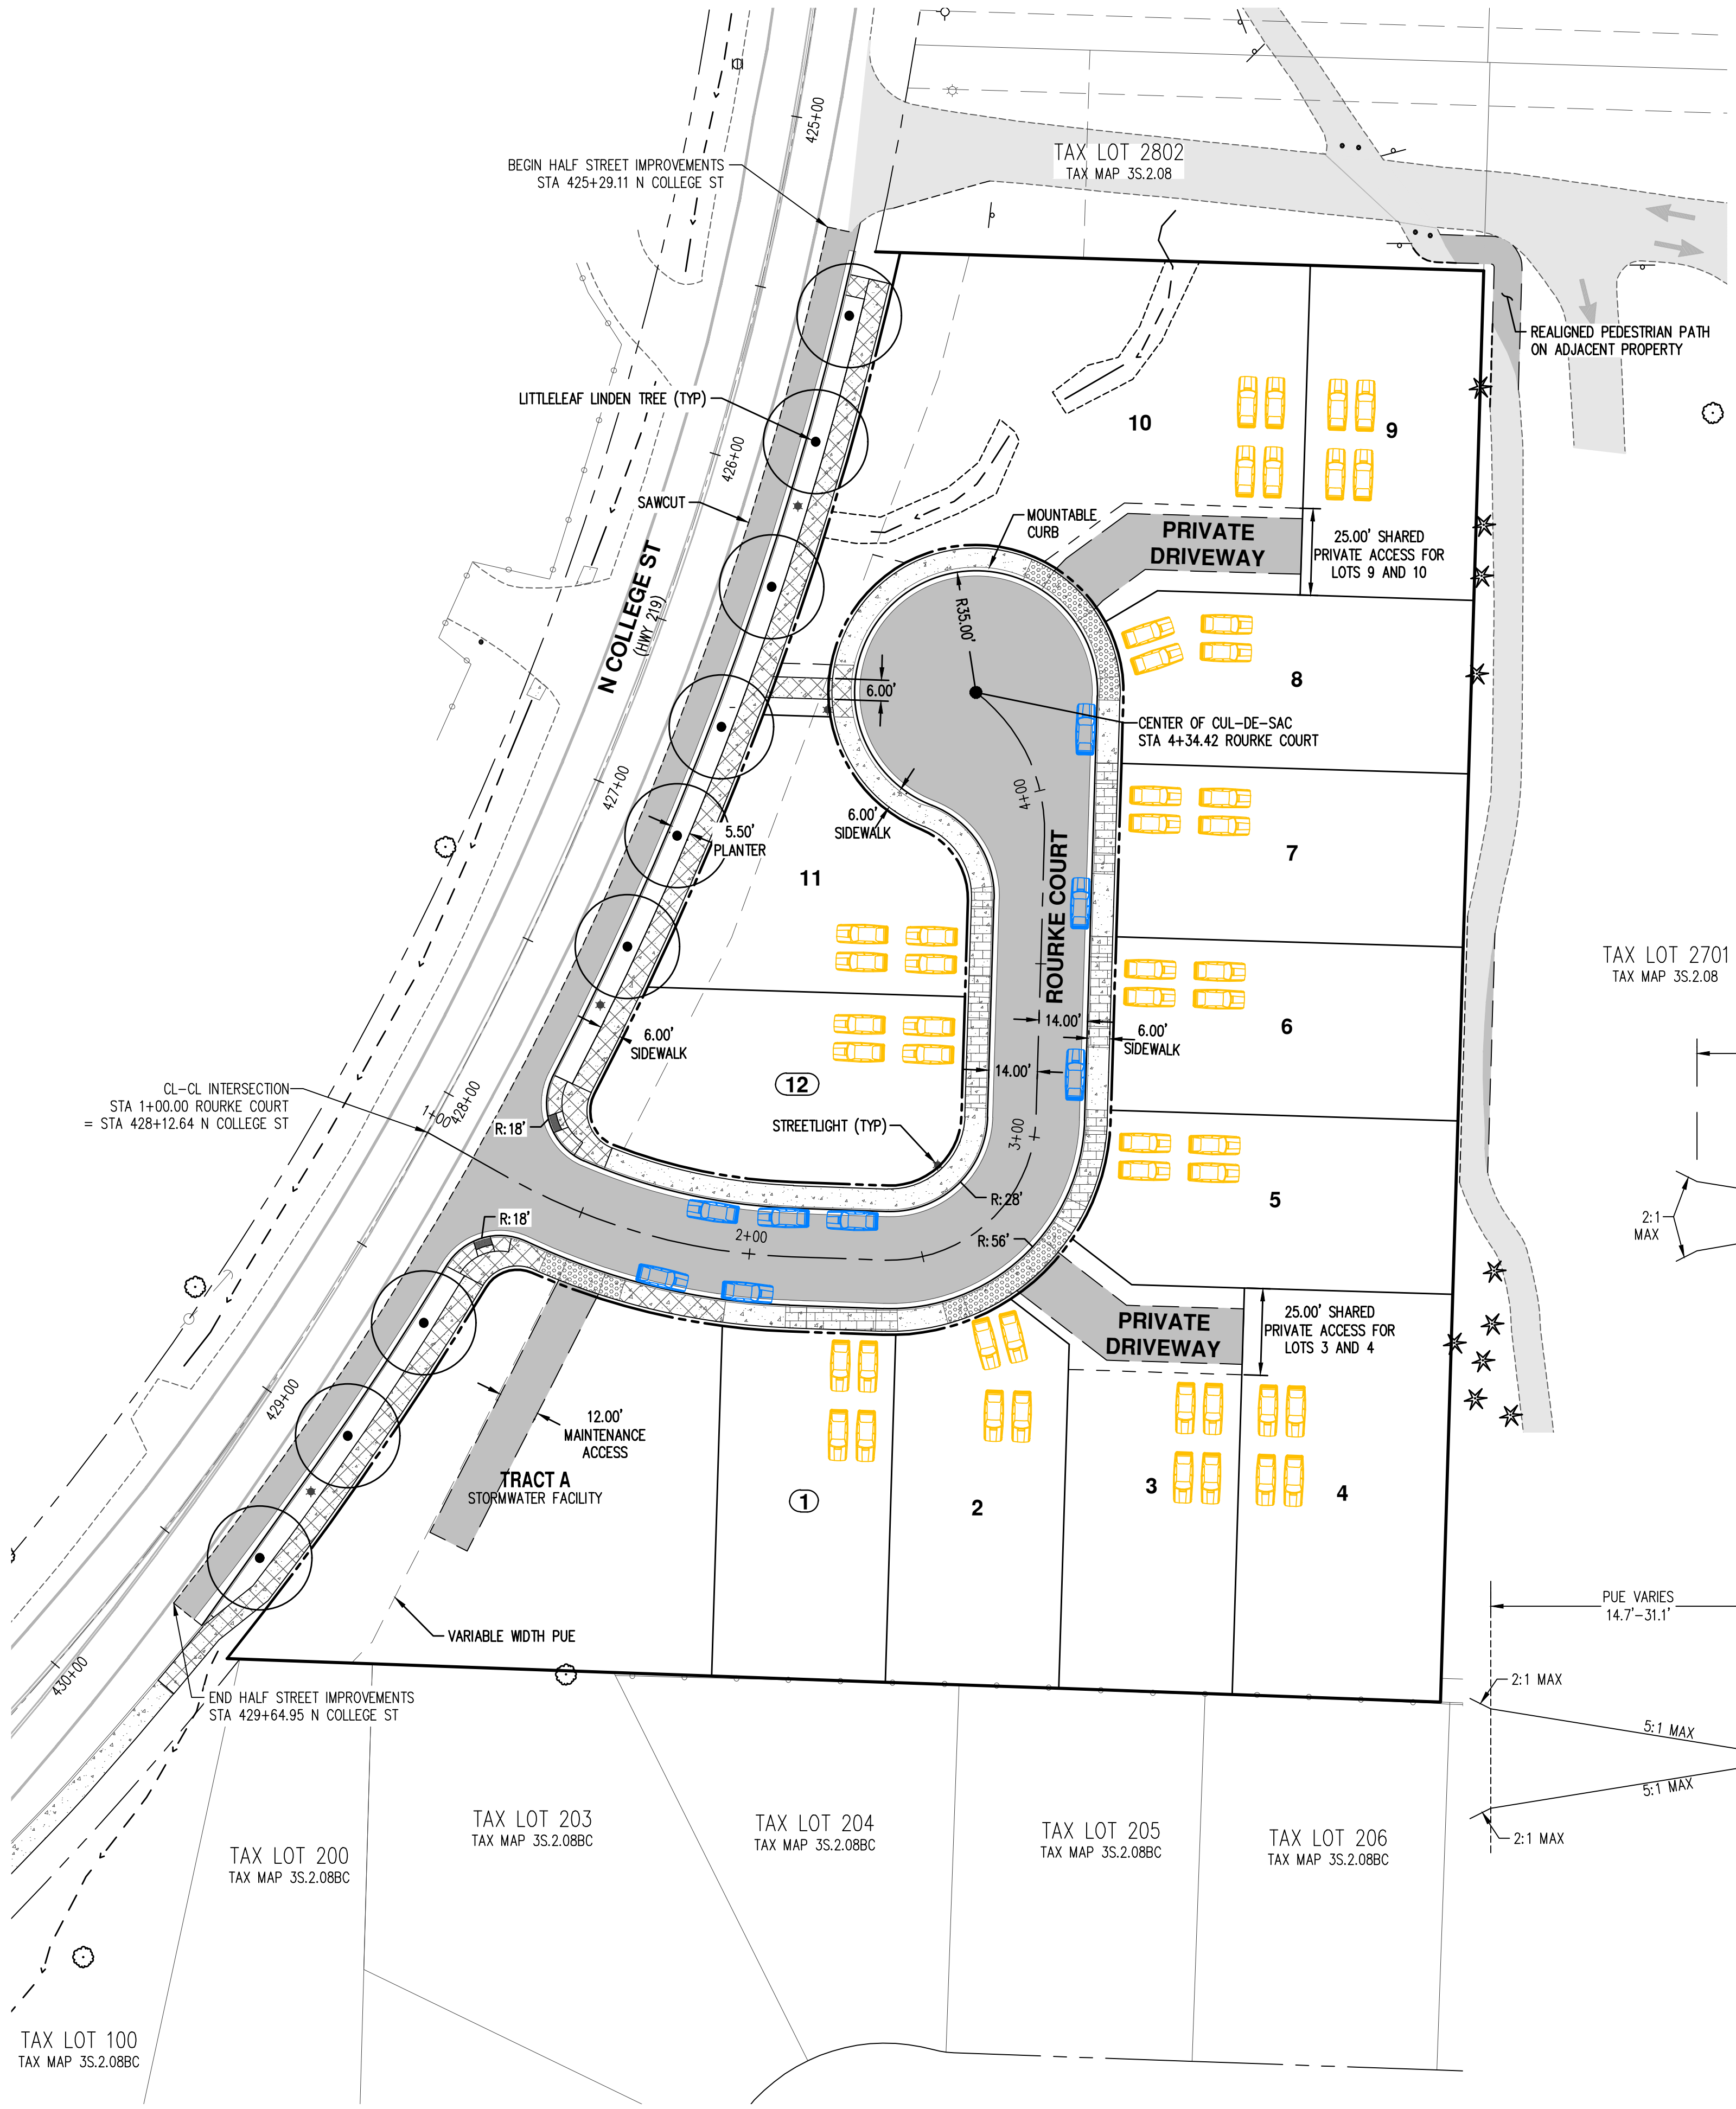 425+00
BEGIN HALF STREET IMPROVEMENTS
STA 425+29.11 N COLLEGE ST
TAX LOT 2802
TAX MAP 3S.2.08
REALIGNED PEDESTRIAN PATH
ON ADJACENT PROPERTY
LITTLELEAF LINDEN TREE (TYP)
10
9
426+00
SAWCUT
MOUNTABLE
CURB
PRIVATE
DRIVEWAY
25.00' SHARED
PRIVATE ACCESS FOR
LOTS 9 AND 10
N COLLEGE ST
(HWY 219)
R35.00'
8
6.00'
CENTER OF CUL-DE-SAC
STA 4+34.42 ROURKE COURT
427+00
4+00
6.00'
SIDEWALK
5.50'
PLANTER
7
11
ROURKE COURT
TAX LOT 2701
TAX MAP 3S.2.08
6
14.00'
6.00'
SIDEWALK
6.00'
SIDEWALK
14.00'
12
CL-CL INTERSECTION
STA 1+00.00 ROURKE COURT
= STA 428+12.64 N COLLEGE ST
1+00
428+00
R:18'
STREETLIGHT (TYP)
3+00
R:28'
5
R:18'
2+00
R:56'
2:1
MAX
PRIVATE
DRIVEWAY
25.00' SHARED
PRIVATE ACCESS FOR
LOTS 3 AND 4
429+00
12.00'
MAINTENANCE
ACCESS
TRACT A
STORMWATER FACILITY
1
2
3
4
PUE VARIES
14.7'-31.1'
VARIABLE WIDTH PUE
430+00
END HALF STREET IMPROVEMENTS
STA 429+64.95 N COLLEGE ST
2:1 MAX
5:1 MAX
5:1 MAX
2:1 MAX
TAX LOT 200
TAX MAP 3S.2.08BC
TAX LOT 203
TAX MAP 3S.2.08BC
TAX LOT 204
TAX MAP 3S.2.08BC
TAX LOT 205
TAX MAP 3S.2.08BC
TAX LOT 206
TAX MAP 3S.2.08BC
TAX LOT 100
TAX MAP 3S.2.08BC